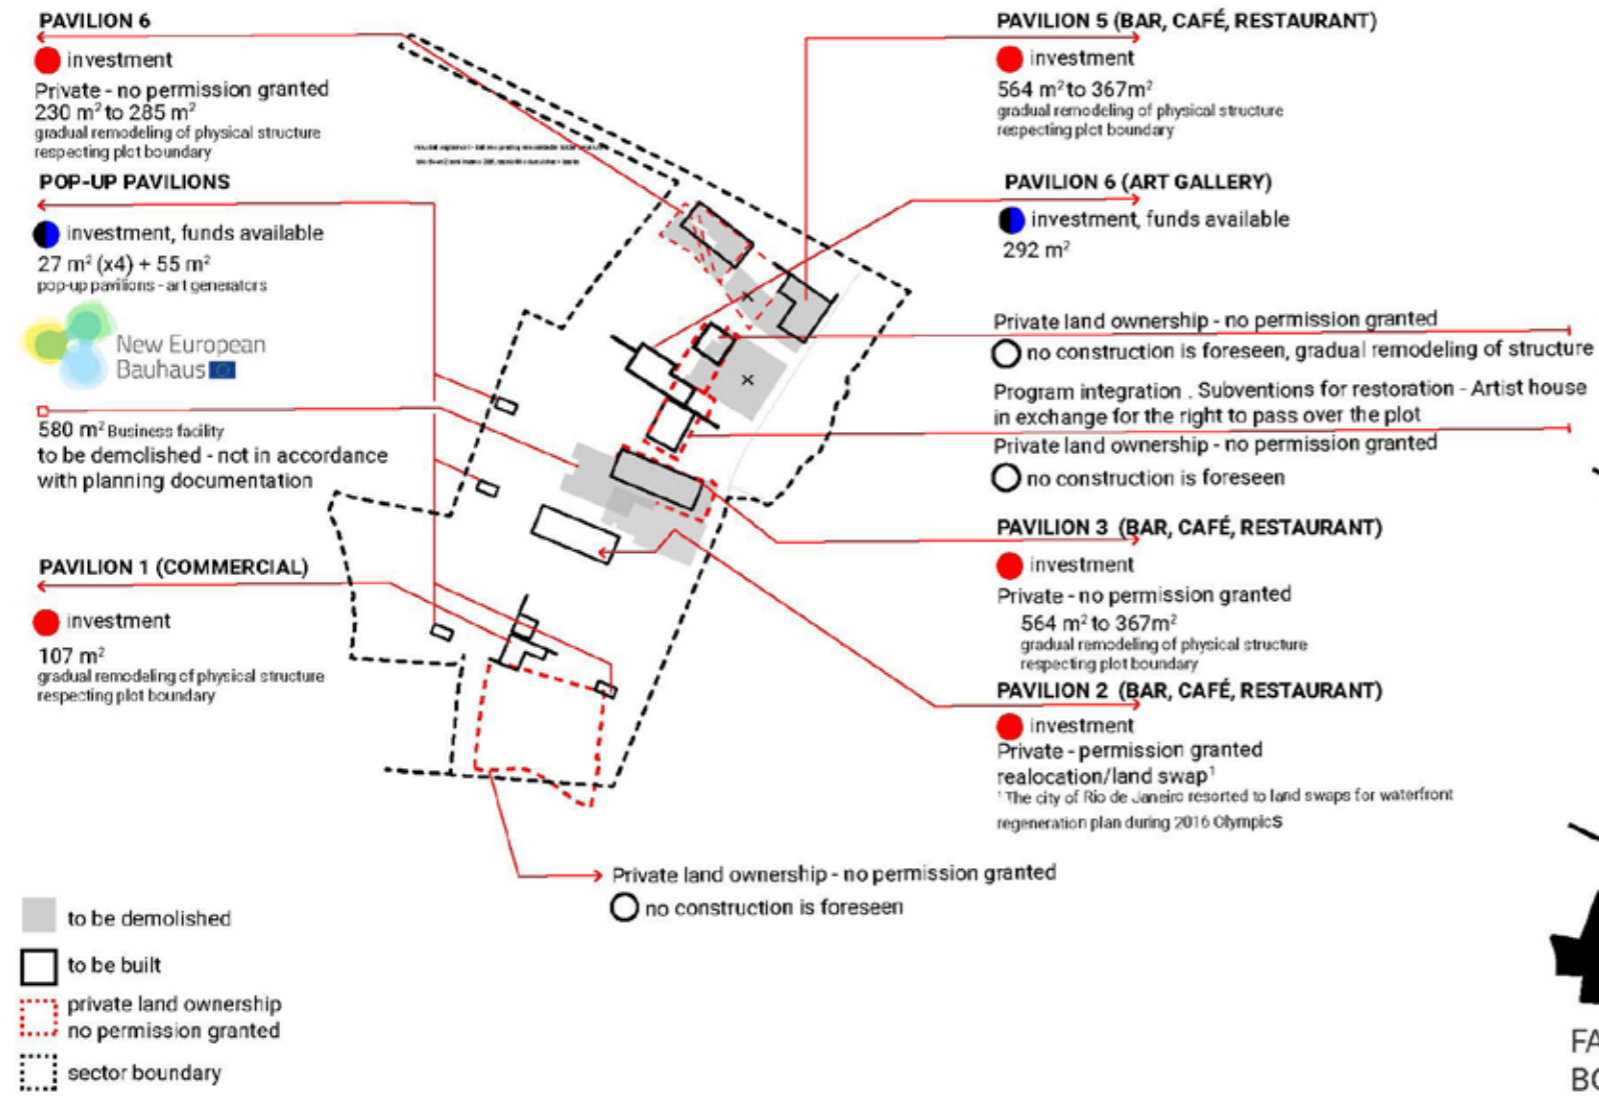 PAVILION 6
investment
Private - no permission granted
230 m² to 285 m²
gradual remodeling of physical structure
respecting plot boundary
POP-UP PAVILIONS
investment, funds available
27 m² (x4) + 55 m²
pop-up pavilions - art generators
New European
Bauhaus
580 m² Business facility
to be demolished - not in accordance
with planning documentation
PAVILION 1 (COMMERCIAL)
investment
107 m²
gradual remodeling of physical structure
respecting plot boundary
to be demolished
to be built
private land ownership
no permission granted
sector boundary
Private land ownership - no permission granted
no construction is foreseen
PAVILION 5 (BAR, CAFÉ, RESTAURANT)
investment
564 m² to 367m²
gradual remodeling of physical structure
respecting plot boundary
PAVILION 6 (ART GALLERY)
investment, funds available
292 m²
Private land ownership - no permission granted
no construction is foreseen, gradual remodeling of structure
Program integration . Subventions for restoration - Artist house
in exchange for the right to pass over the plot
Private land ownership - no permission granted
no construction is foreseen
PAVILION 3 (BAR, CAFÉ, RESTAURANT)
investment
Private - no permission granted
564 m² to 367m²
gradual remodeling of physical structure
respecting plot boundary
PAVILION 2 (BAR, CAFÉ, RESTAURANT)
investment
Private - permission granted
realocation/land swap¹
¹ The city of Rio de Janeiro resorted to land swaps for waterfront
regeneration plan during 2016 Olympics
FA
BO